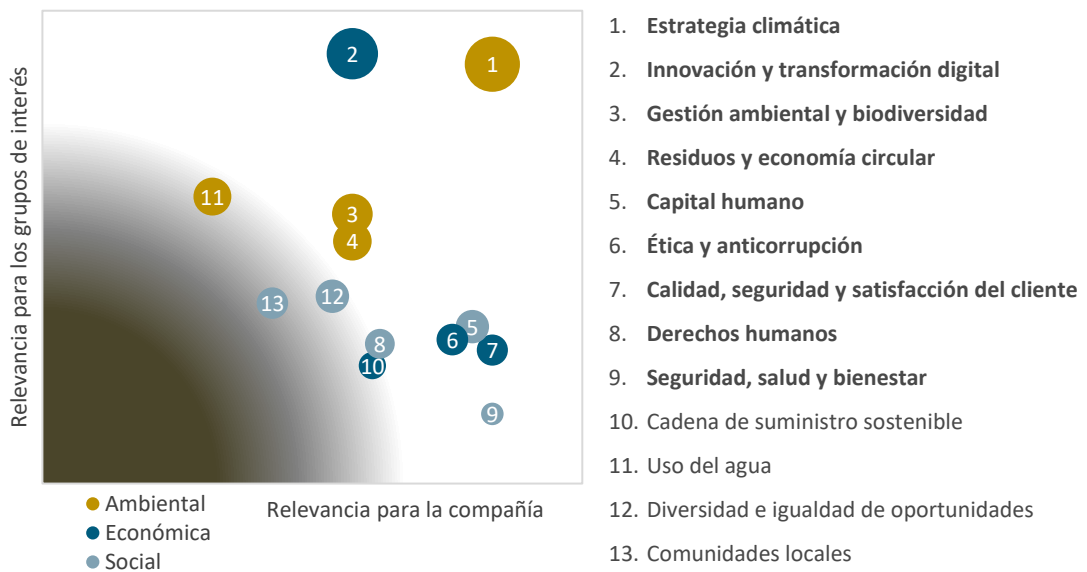 Relevancia para los grupos de interés
2
1
11
3
4
13
12
5
6
7
8
10
9
Ambiental
Económica
Social
Relevancia para la compañía
1. Estrategia climática
2. Innovación y transformación digital
3. Gestión ambiental y biodiversidad
4. Residuos y economía circular
5. Capital humano
6. Ética y anticorrupción
7. Calidad, seguridad y satisfacción del cliente
8. Derechos humanos
9. Seguridad, salud y bienestar
10. Cadena de suministro sostenible
11. Uso del agua
12. Diversidad e igualdad de oportunidades
13. Comunidades locales